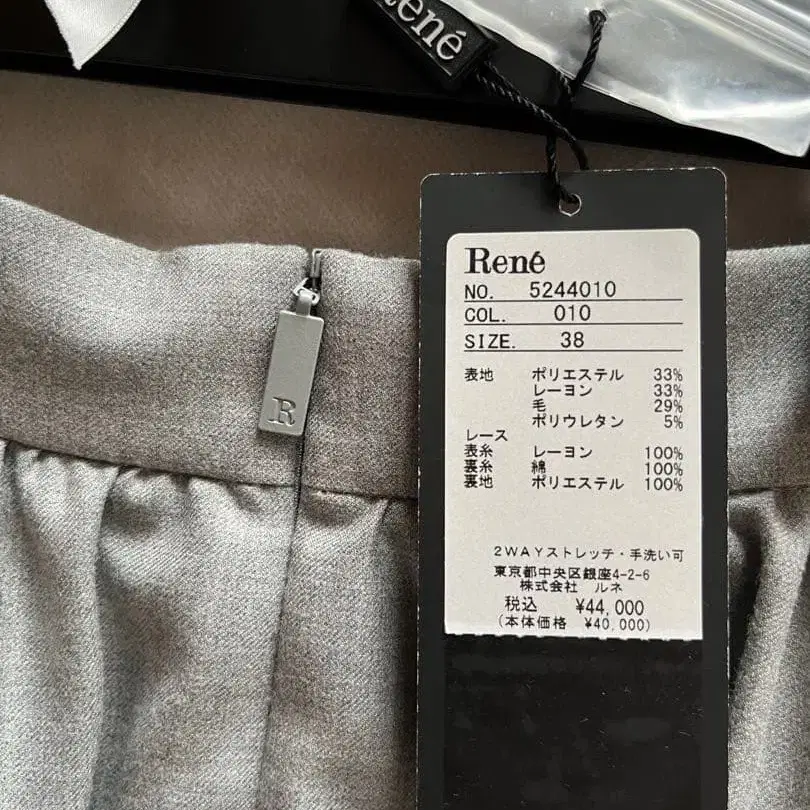 René
René
NO. 5244010
COL. 010
SIZE. 38
表地 ポリエステル 33%
レーヨン 33%
毛 29%
ポリウレタン 5%
レース
表糸 レーヨン 100%
裏糸 綿 100%
裏地 ポリエステル 100%
2WAYストレッチ・手洗い可
東京都中央区銀座4-2-6
株式会社 ルネ
税込 ¥44,000
(本体価格 ¥40,000)
R